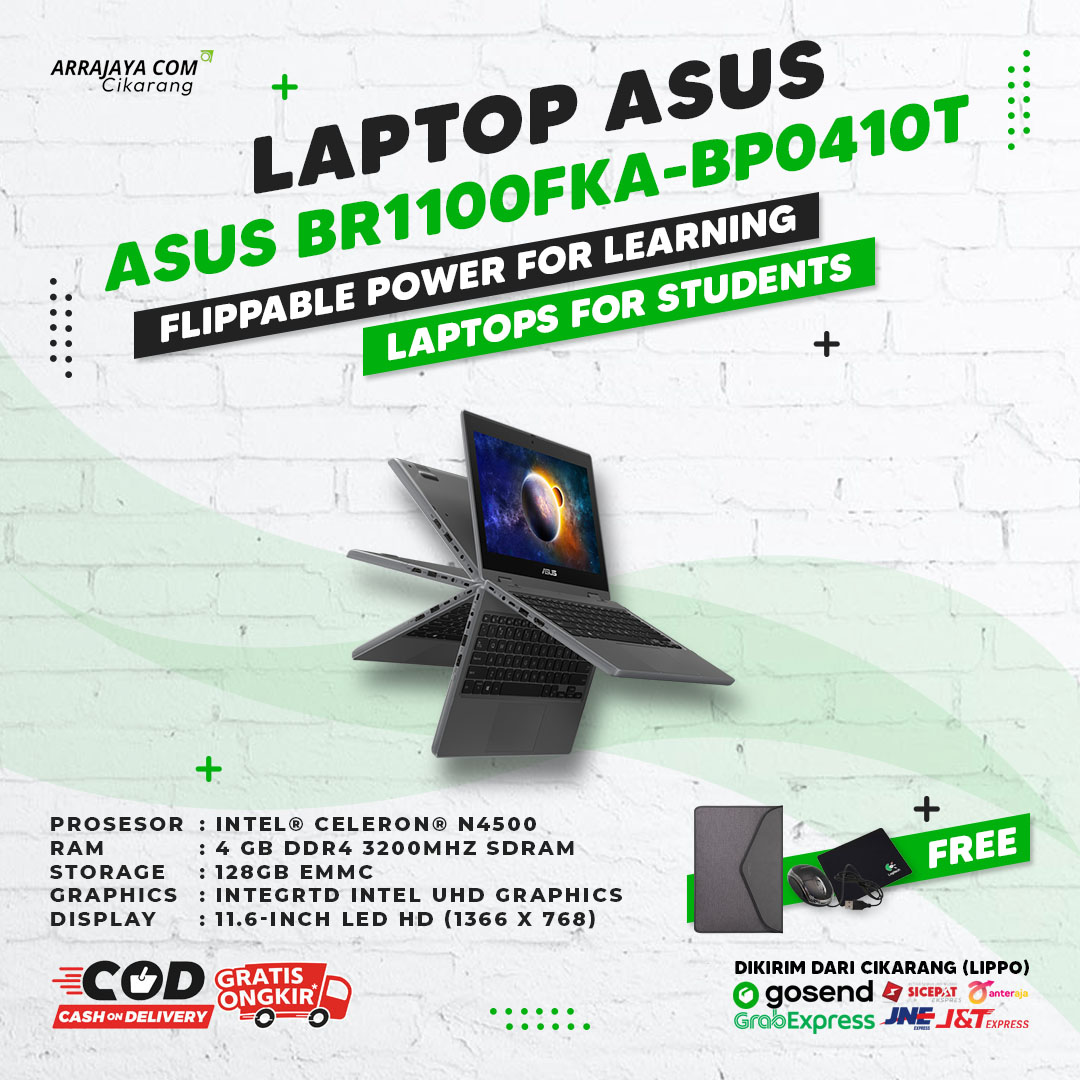 ARRAJAYA COM
Cikarang
LAPTOP ASUS
ASUS BR1100FKA-BP0410T
FLIPPABLE POWER FOR LEARNING
LAPTOPS FOR STUDENTS
ASUS
PROSESOR : INTEL® CELERON® N4500
RAM : 4 GB DDR4 3200MHZ SDRAM
STORAGE : 128GB EMMC
GRAPHICS : INTEGRTD INTEL UHD GRAPHICS
DISPLAY : 11.6-INCH LED HD (1366 X 768)
FREE
Logitech
COD
CASH ON DELIVERY
GRATIS
ONGKIR*
DIKIRIM DARI CIKARANG (LIPPO)
gosend
SICEPAT
EKSPRES
anteraja
GrabExpress
JNE
EXPRESS
J&T EXPRESS